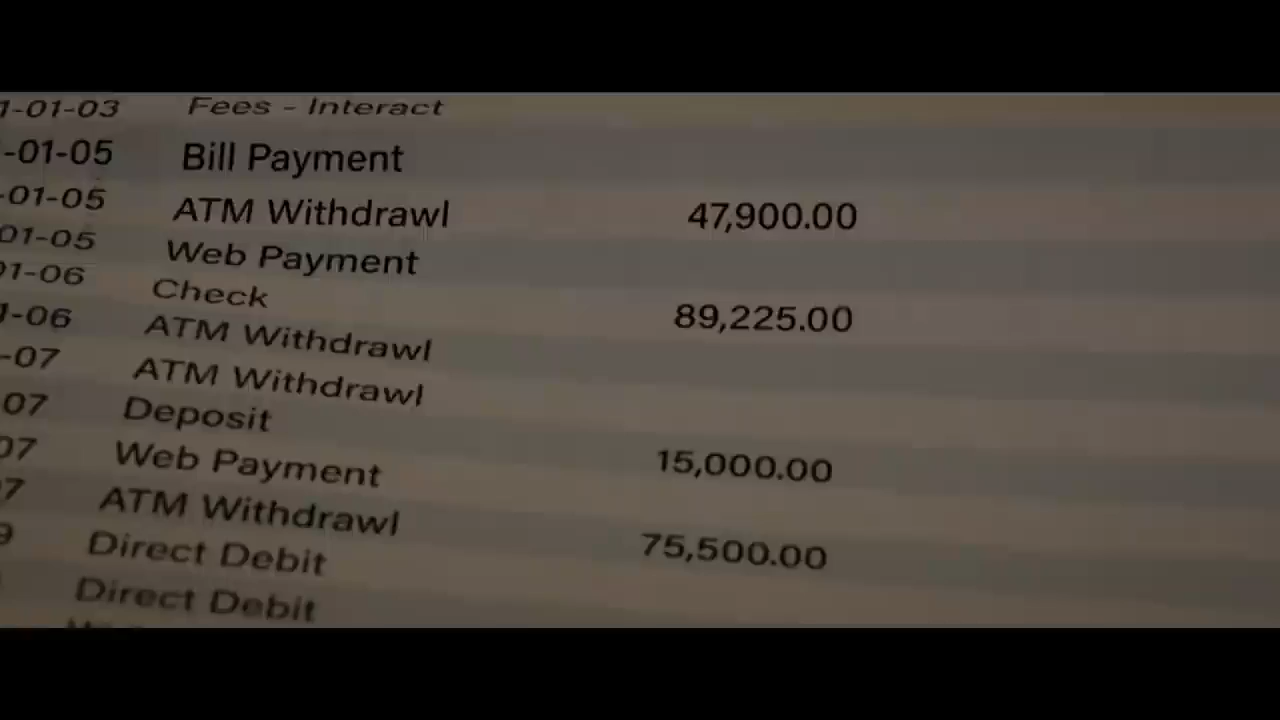 1-01-03 Fees - Interact
-01-05 Bill Payment
-01-05 ATM Withdrawl 47,900.00
01-05 Web Payment
01-06 Check 89,225.00
1-06 ATM Withdrawl
-07 ATM Withdrawl
07 Deposit 15,000.00
07 Web Payment
7 ATM Withdrawl 75,500.00
9 Direct Debit
Direct Debit